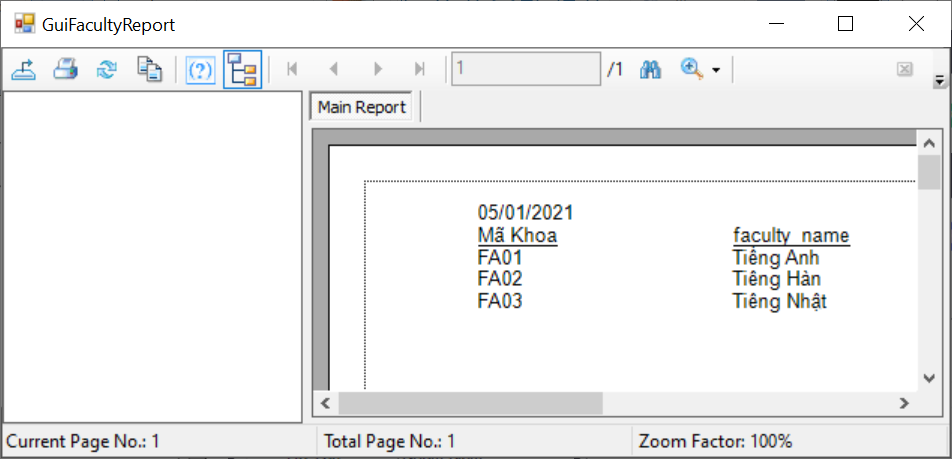 GuiFacultyReport
(?)
1 /1
Main Report
05/01/2021
Mã Khoa faculty_name
FA01 Tiếng Anh
FA02 Tiếng Hàn
FA03 Tiếng Nhật
Current Page No.: 1 Total Page No.: 1 Zoom Factor: 100%